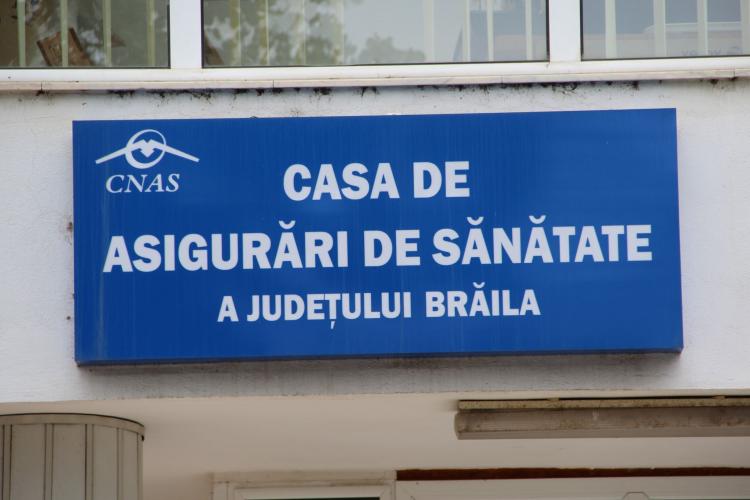 CNAS
CASA DE
ASIGURĂRI DE SĂNĂTATE
A JUDEȚULUI BRĂILA